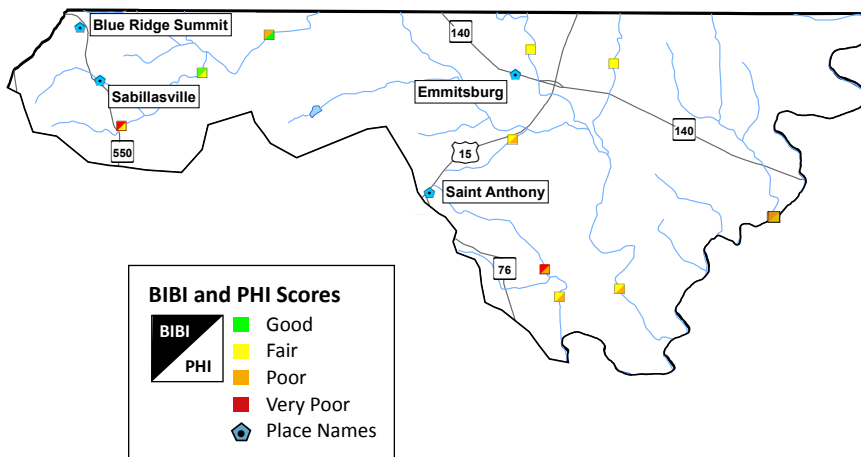 Blue Ridge Summit
140
Emmitsburg
Sabillasville
140
550
15
Saint Anthony
76
BIBI and PHI Scores
BIBI
PHI
Good
Fair
Poor
Very Poor
Place Names